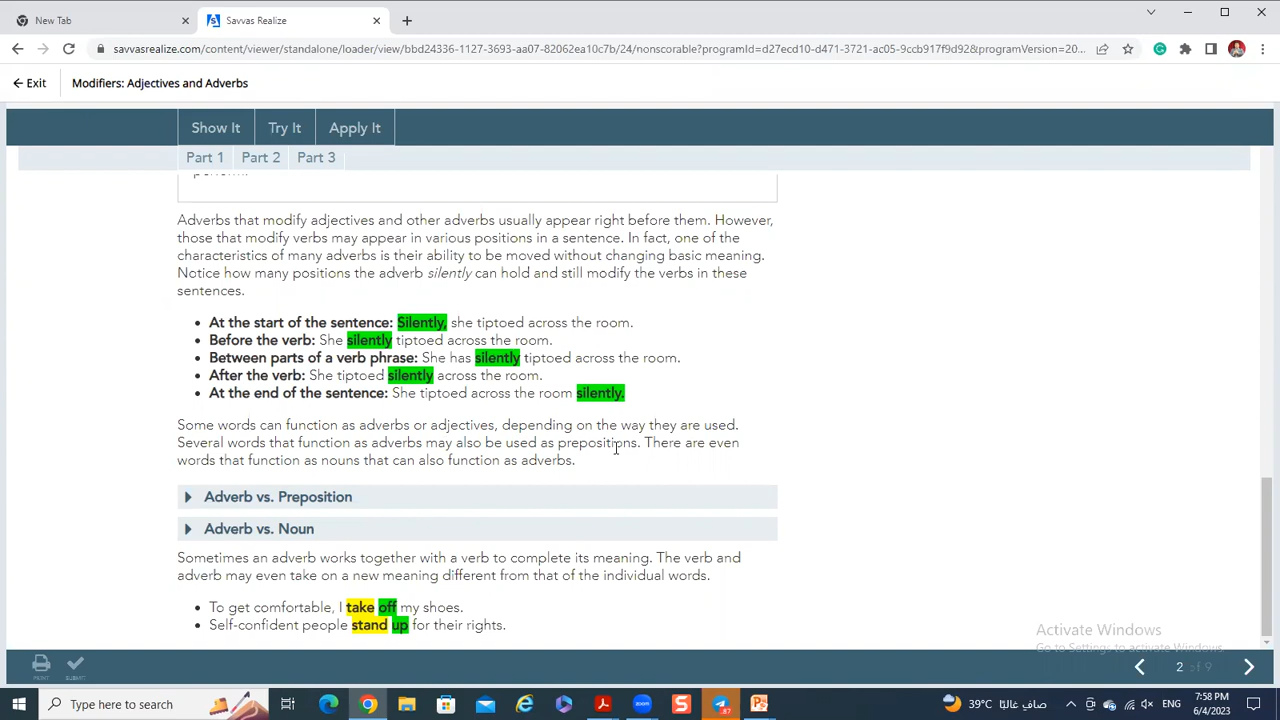 New Tab
Savvas Realize
savvasrealize.com/content/viewer/standalone/loader/view/bbd24336-1127-3693-aa07-82062ea10c7b/24/nonscorable?programId=d27ecd10-d471-3721-ac05-9ccb917f9d92&programVersion=20...
Exit
Modifiers: Adjectives and Adverbs
Show It Try It Apply It
Part 1 Part 2 Part 3
perform.
Adverbs that modify adjectives and other adverbs usually appear right before them. However,
those that modify verbs may appear in various positions in a sentence. In fact, one of the
characteristics of many adverbs is their ability to be moved without changing basic meaning.
Notice how many positions the adverb silently can hold and still modify the verbs in these
sentences.
• At the start of the sentence: Silently, she tiptoed across the room.
• Before the verb: She silently tiptoed across the room.
• Between parts of a verb phrase: She has silently tiptoed across the room.
• After the verb: She tiptoed silently across the room.
• At the end of the sentence: She tiptoed across the room silently.
Some words can function as adverbs or adjectives, depending on the way they are used.
Several words that function as adverbs may also be used as prepositions. There are even
words that function as nouns that can also function as adverbs.
Adverb vs. Preposition
Adverb vs. Noun
Sometimes an adverb works together with a verb to complete its meaning. The verb and
adverb may even take on a new meaning different from that of the individual words.
• To get comfortable, I take off my shoes.
• Self-confident people stand up for their rights.
Activate Windows
Go to Settings to activate Windows.
PRINT SUBMIT
2 of 9
Type here to search
39°C صافٍ غالبًا
ENG
7:58 PM
6/4/2023